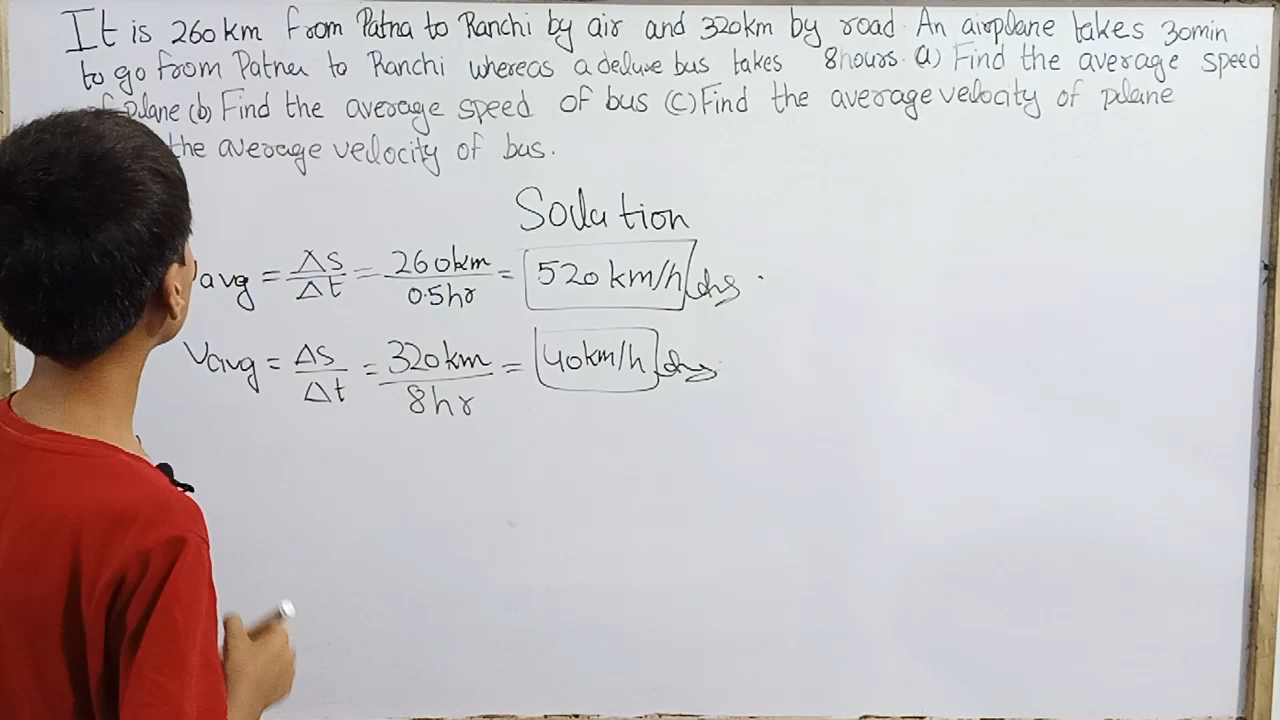 It is 260 km from Patna to Ranchi by air and 320km by road. An airplane takes 30min
to go from Patna to Ranchi whereas a deluxe bus takes 8hours. a) Find the average speed
plane (b) Find the average speed of bus (c) Find the average velocity of plane
the average velocity of bus.
Solution
avg = Δs/Δt = 260km/0.5hr = 520 km/h Ans.
Vavg = Δs/Δt = 320km/8hr = 40km/h Ans.